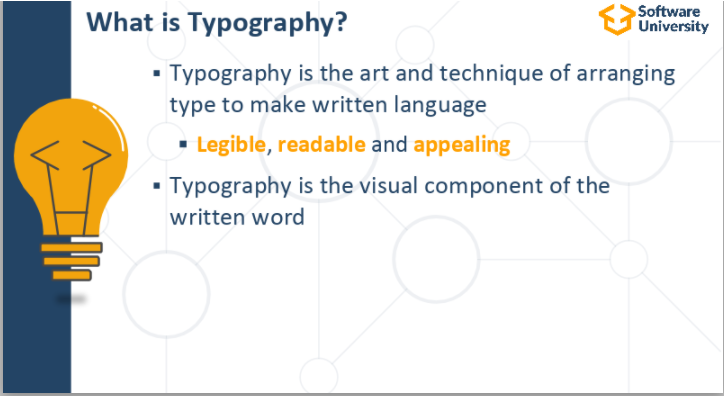 What is Typography?
Software
University
▪ Typography is the art and technique of arranging
type to make written language
▪ Legible, readable and appealing
▪ Typography is the visual component of the
written word